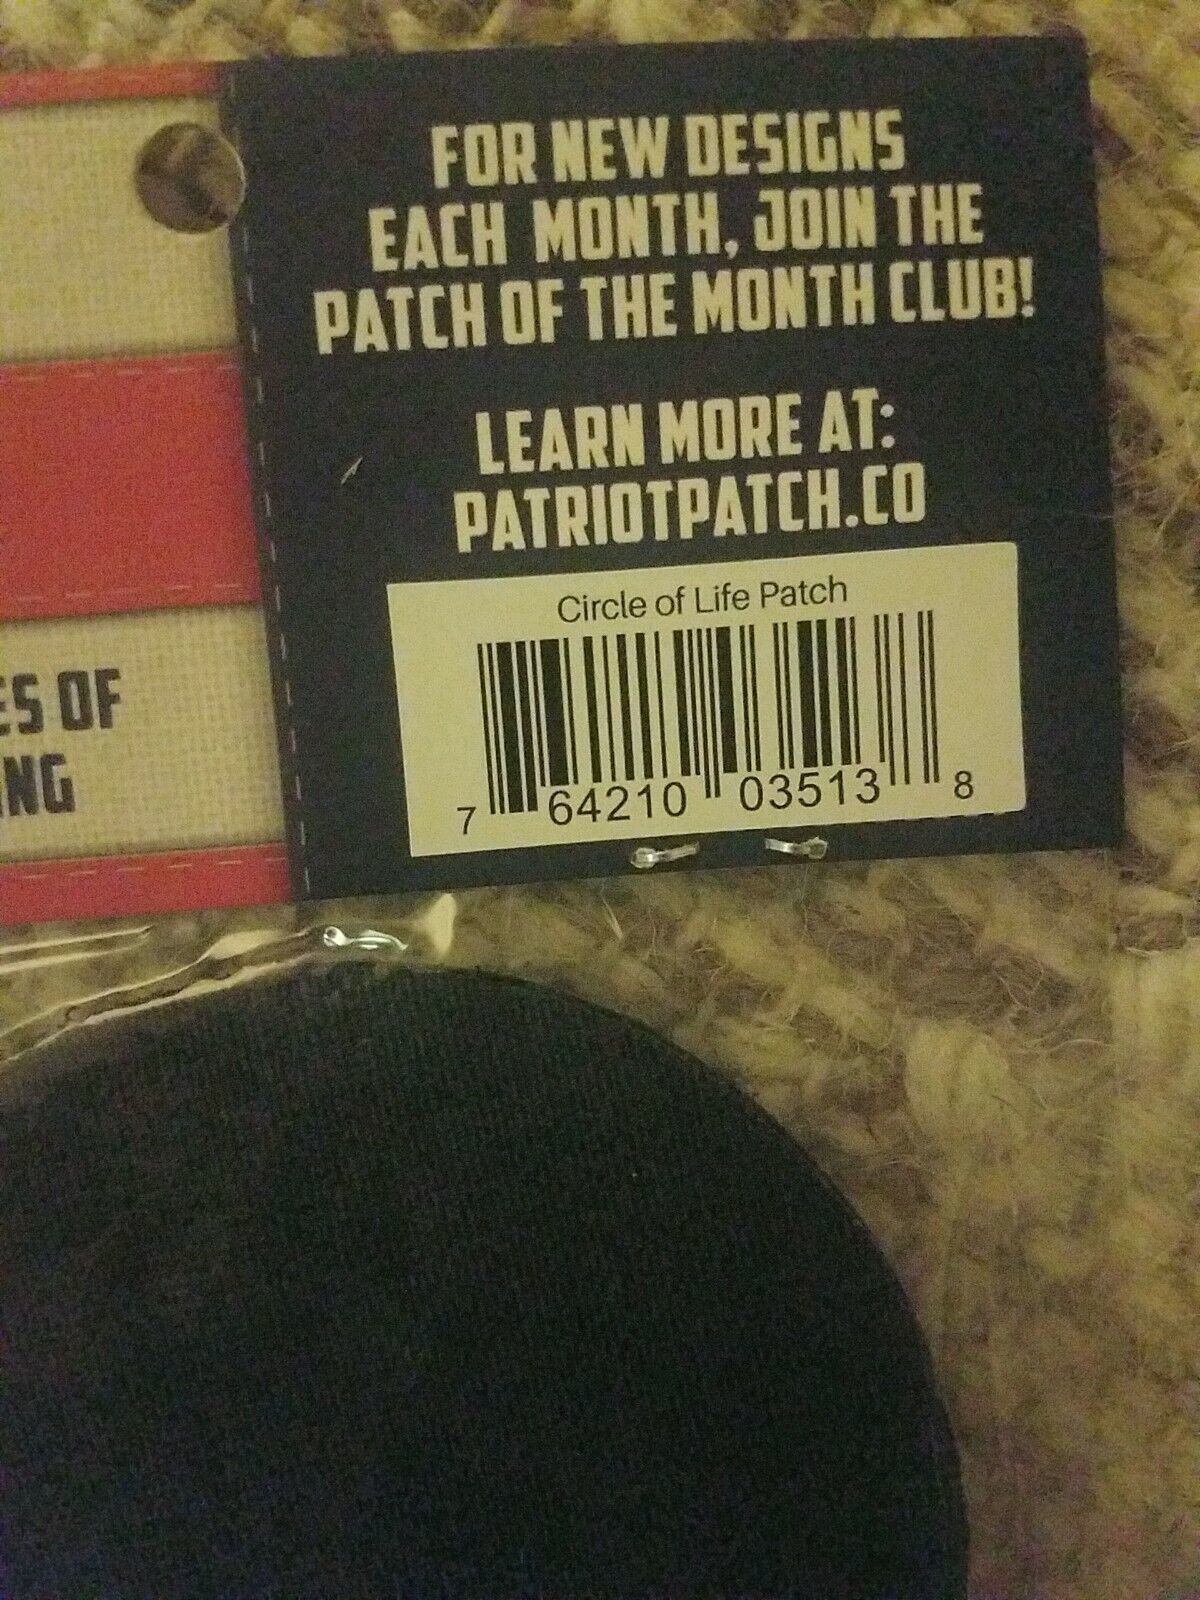 FOR NEW DESIGNS
EACH MONTH, JOIN THE
PATCH OF THE MONTH CLUB!
LEARN MORE AT:
PATRIOTPATCH.CO
Circle of Life Patch
7 64210 03513 8
ES OF
NG